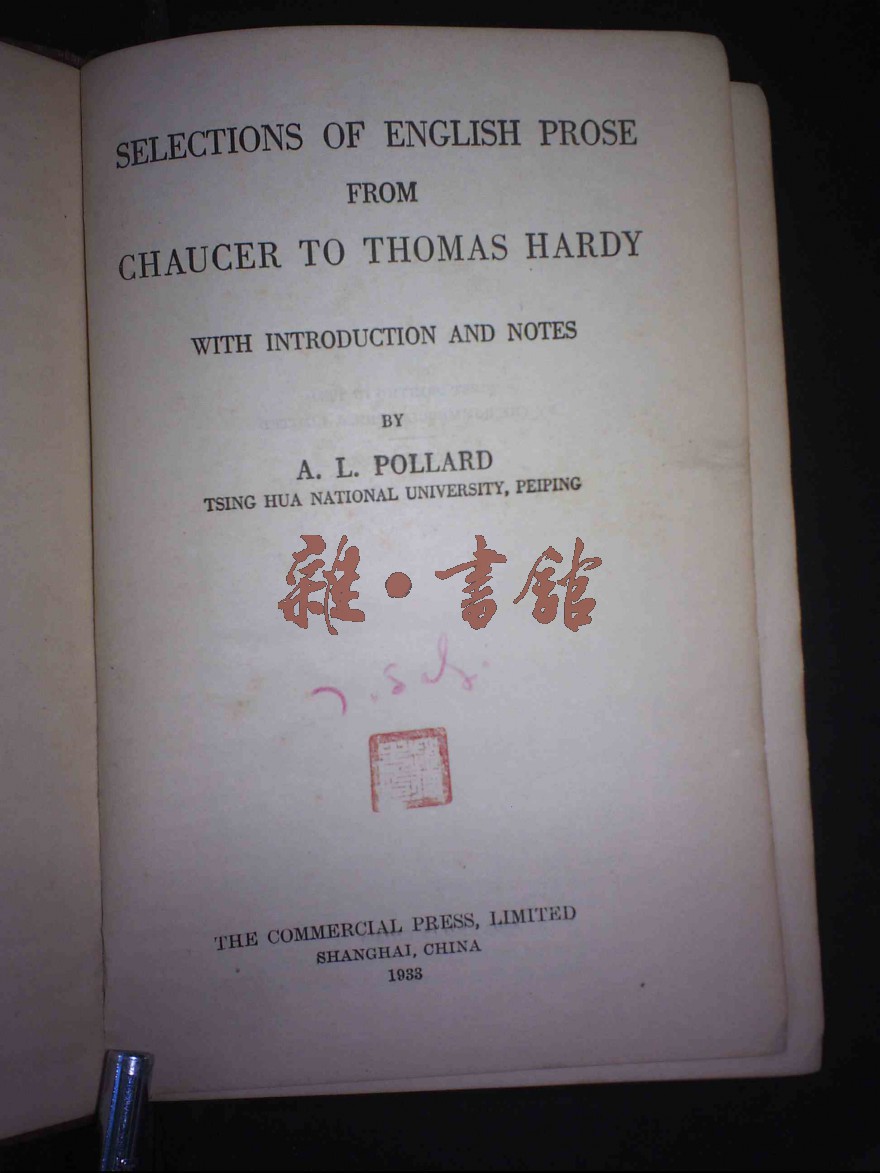 SELECTIONS OF ENGLISH PROSE
FROM
CHAUCER TO THOMAS HARDY
WITH INTRODUCTION AND NOTES
BY
A. L. POLLARD
TSING HUA NATIONAL UNIVERSITY, PEIPING
雜·書館
THE COMMERCIAL PRESS, LIMITED
SHANGHAI, CHINA
1933